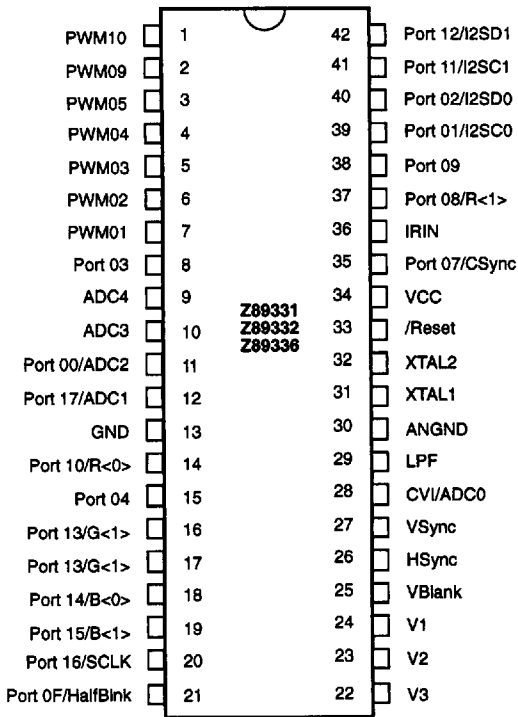 PWM10 1 42 Port 12/I2SD1
PWM09 2 41 Port 11/I2SC1
PWM05 3 40 Port 02/I2SD0
PWM04 4 39 Port 01/I2SC0
PWM03 5 38 Port 09
PWM02 6 37 Port 08/R<1>
PWM01 7 36 IRIN
Port 03 8 35 Port 07/CSync
ADC4 9 34 VCC
Z89331
ADC3 10 Z89332 33 /Reset
Z89336
Port 00/ADC2 11 32 XTAL2
Port 17/ADC1 12 31 XTAL1
GND 13 30 ANGND
Port 10/R<0> 14 29 LPF
Port 04 15 28 CVI/ADC0
Port 13/G<1> 16 27 VSync
Port 13/G<1> 17 26 HSync
Port 14/B<0> 18 25 VBlank
Port 15/B<1> 19 24 V1
Port 16/SCLK 20 23 V2
Port 0F/HalfBlnk 21 22 V3